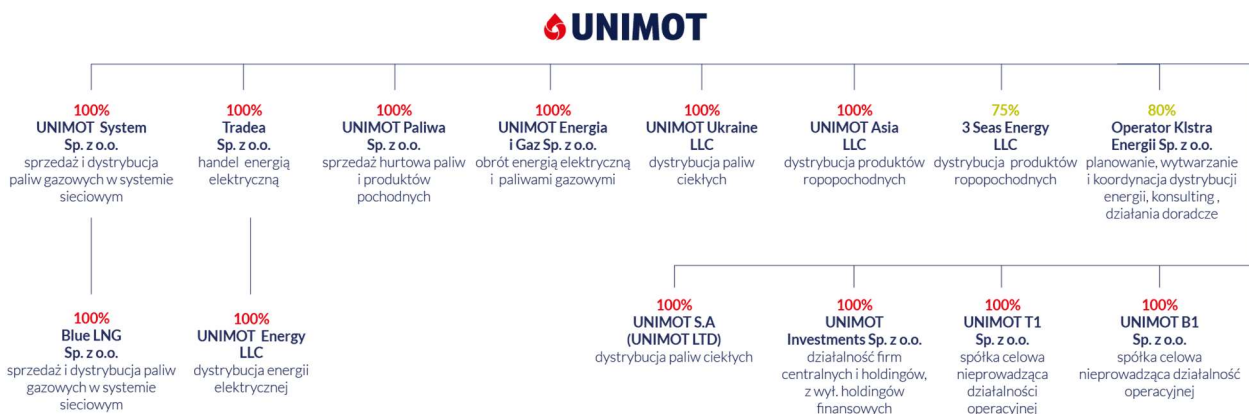 UNIMOT
100%
UNIMOT System
Sp. z o.o.
sprzedaż i dystrybucja
paliw gazowych w systemie
sieciowym
100%
Tradea
Sp. z o.o.
handel energią
elektryczną
100%
UNIMOT Paliwa
Sp. z o.o.
sprzedaż hurtowa paliw
i produktów
pochodnych
100%
UNIMOT Energia
i Gaz Sp. z o.o.
obrót energią elektryczną
i paliwami gazowymi
100%
UNIMOT Ukraine
LLC
dystrybucja paliw
ciekłych
100%
UNIMOT Asia
LLC
dystrybucja produktów
ropopochodnych
75%
3 Seas Energy
LLC
dystrybucja produktów
ropopochodnych
80%
Operator Klstra
Energii Sp. z o.o.
planowanie, wytwarzanie
i koordynacja dystrybucji
energii, konsulting ,
działania doradcze
100%
Blue LNG
Sp. z o.o.
sprzedaż i dystrybucja paliw
gazowych w systemie
sieciowym
100%
UNIMOT Energy
LLC
dystrybucja energii
elektrycznej
100%
UNIMOT S.A
(UNIMOT LTD)
dystrybucja paliw ciekłych
100%
UNIMOT
Investments Sp. z o.o.
działalność firm
centralnych i holdingów,
z wył. holdingów
finansowych
100%
UNIMOT T1
Sp. z o.o.
spółka celowa
nieprowadząca
działalności
operacyjnej
100%
UNIMOT B1
Sp. z o.o.
spółka celowa
nieprowadząca działalność
operacyjnej